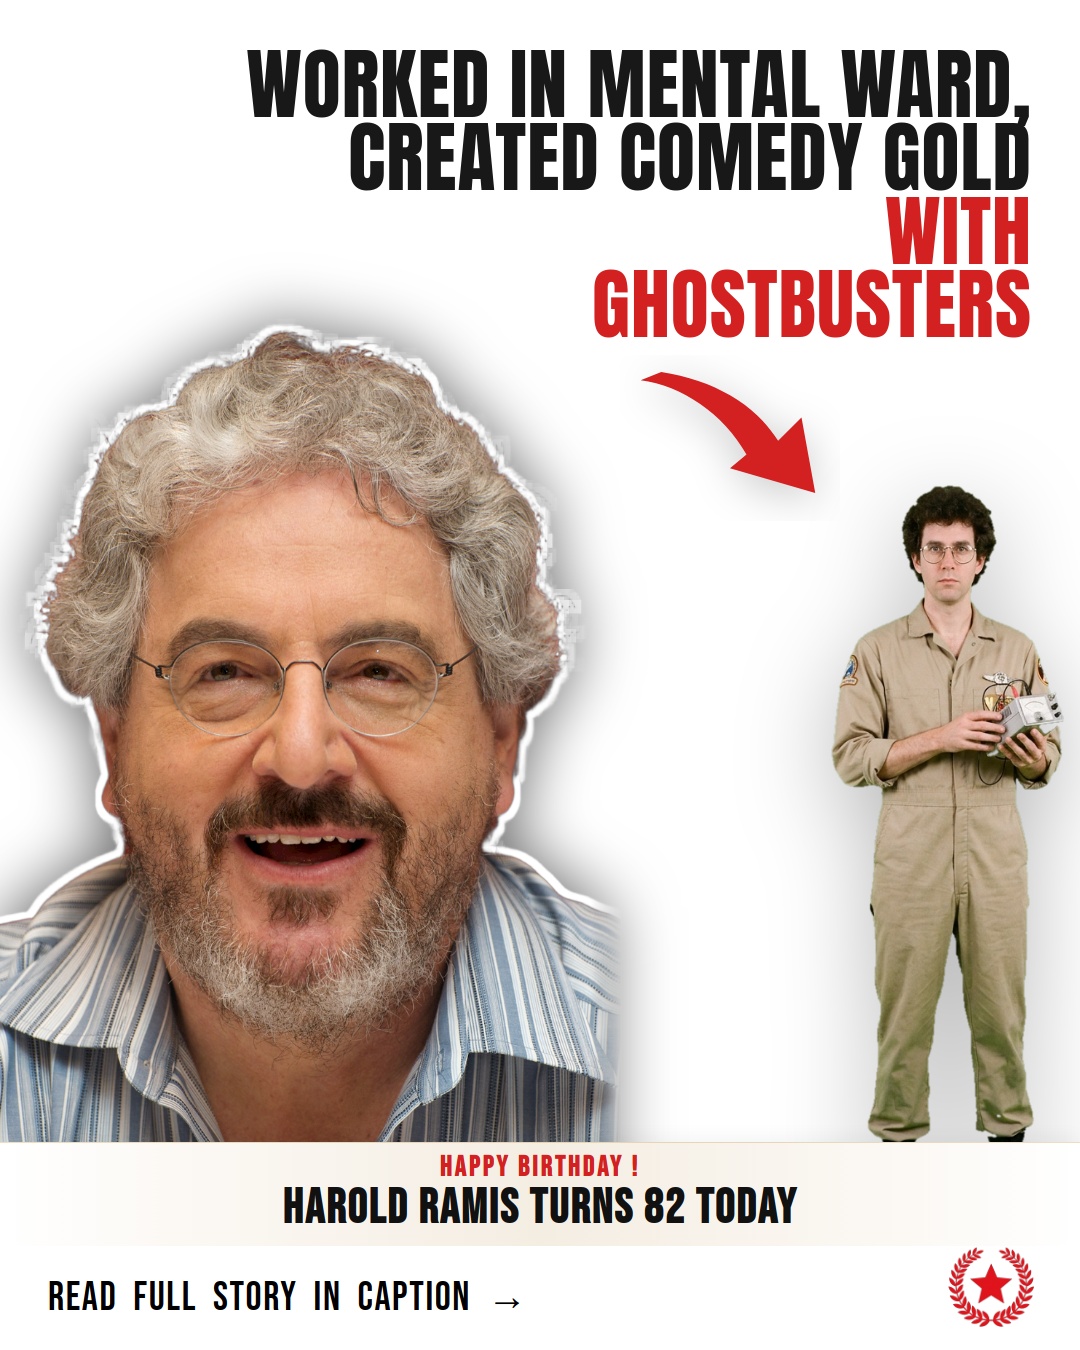 WORKED IN MENTAL WARD,
CREATED COMEDY GOLD
WITH
GHOSTBUSTERS
HAPPY BIRTHDAY !
HAROLD RAMIS TURNS 82 TODAY
READ FULL STORY IN CAPTION →